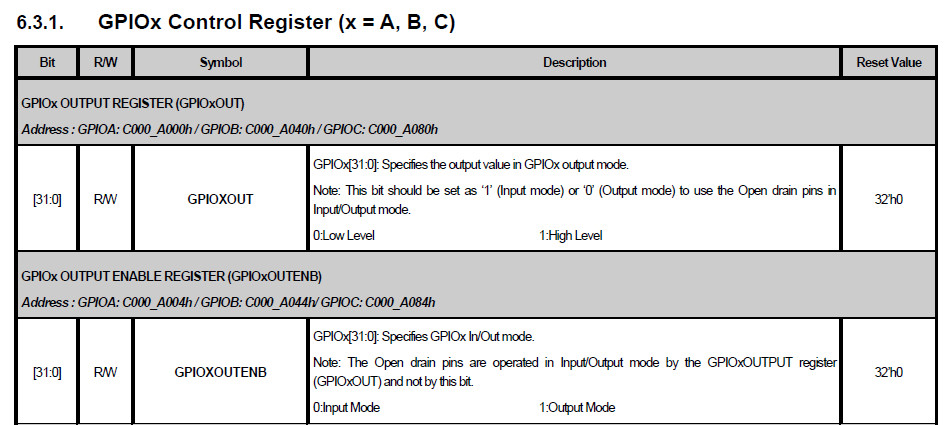 6.3.1. GPIOx Control Register (x = A, B, C)
Bit R/W Symbol Description Reset Value
GPIOx OUTPUT REGISTER (GPIOxOUT)
Address : GPIOA: C000_A000h / GPIOB: C000_A040h / GPIOC: C000_A080h
GPIOx[31:0]: Specifies the output value in GPIOx output mode.
Note: This bit should be set as ‘1’ (Input mode) or ‘0’ (Output mode) to use the Open drain pins in
[31:0] R/W GPIOXOUT 32'h0
Input/Output mode.
0:Low Level 1:High Level
GPIOx OUTPUT ENABLE REGISTER (GPIOxOUTENB)
Address : GPIOA: C000_A004h / GPIOB: C000_A044h/ GPIOC: C000_A084h
GPIOx[31:0]: Specifies GPIOx In/Out mode.
Note: The Open drain pins are operated in Input/Output mode by the GPIOxOUTPUT register
[31:0] R/W GPIOXOUTENB 32'h0
(GPIOxOUT) and not by this bit.
0:Input Mode 1:Output Mode